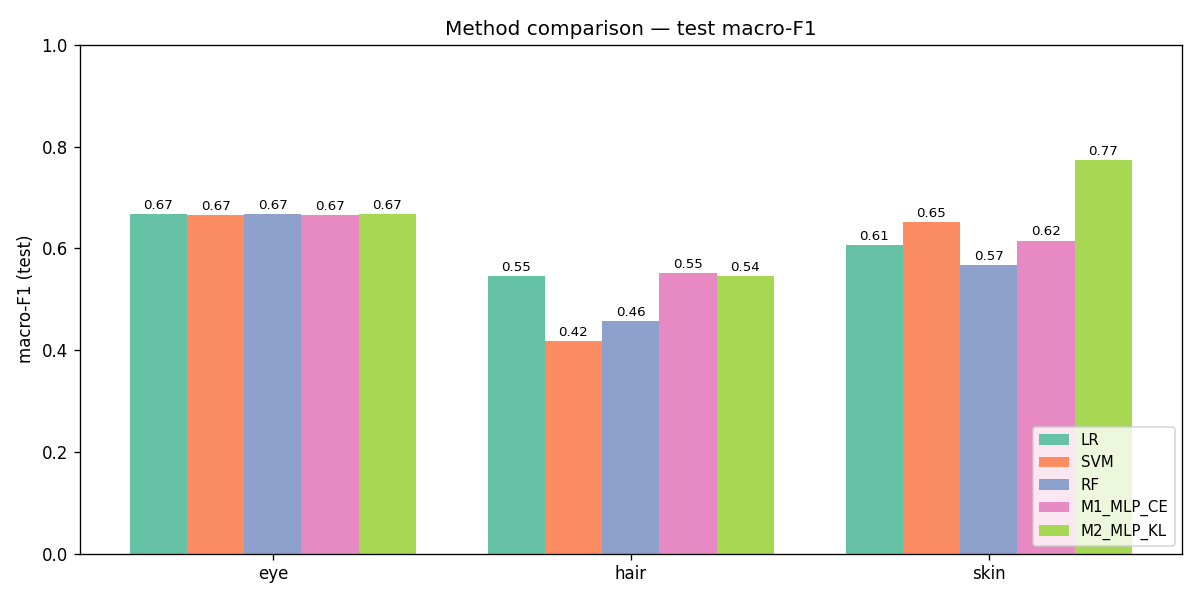 Method comparison — test macro-F1
macro-F1 (test)
1.0
0.8
0.6
0.4
0.2
0.0
0.67 0.67 0.67 0.67 0.67
0.55 0.42 0.46 0.55 0.54
0.61 0.65 0.57 0.62 0.77
eye hair skin
LR
SVM
RF
M1_MLP_CE
M2_MLP_KL